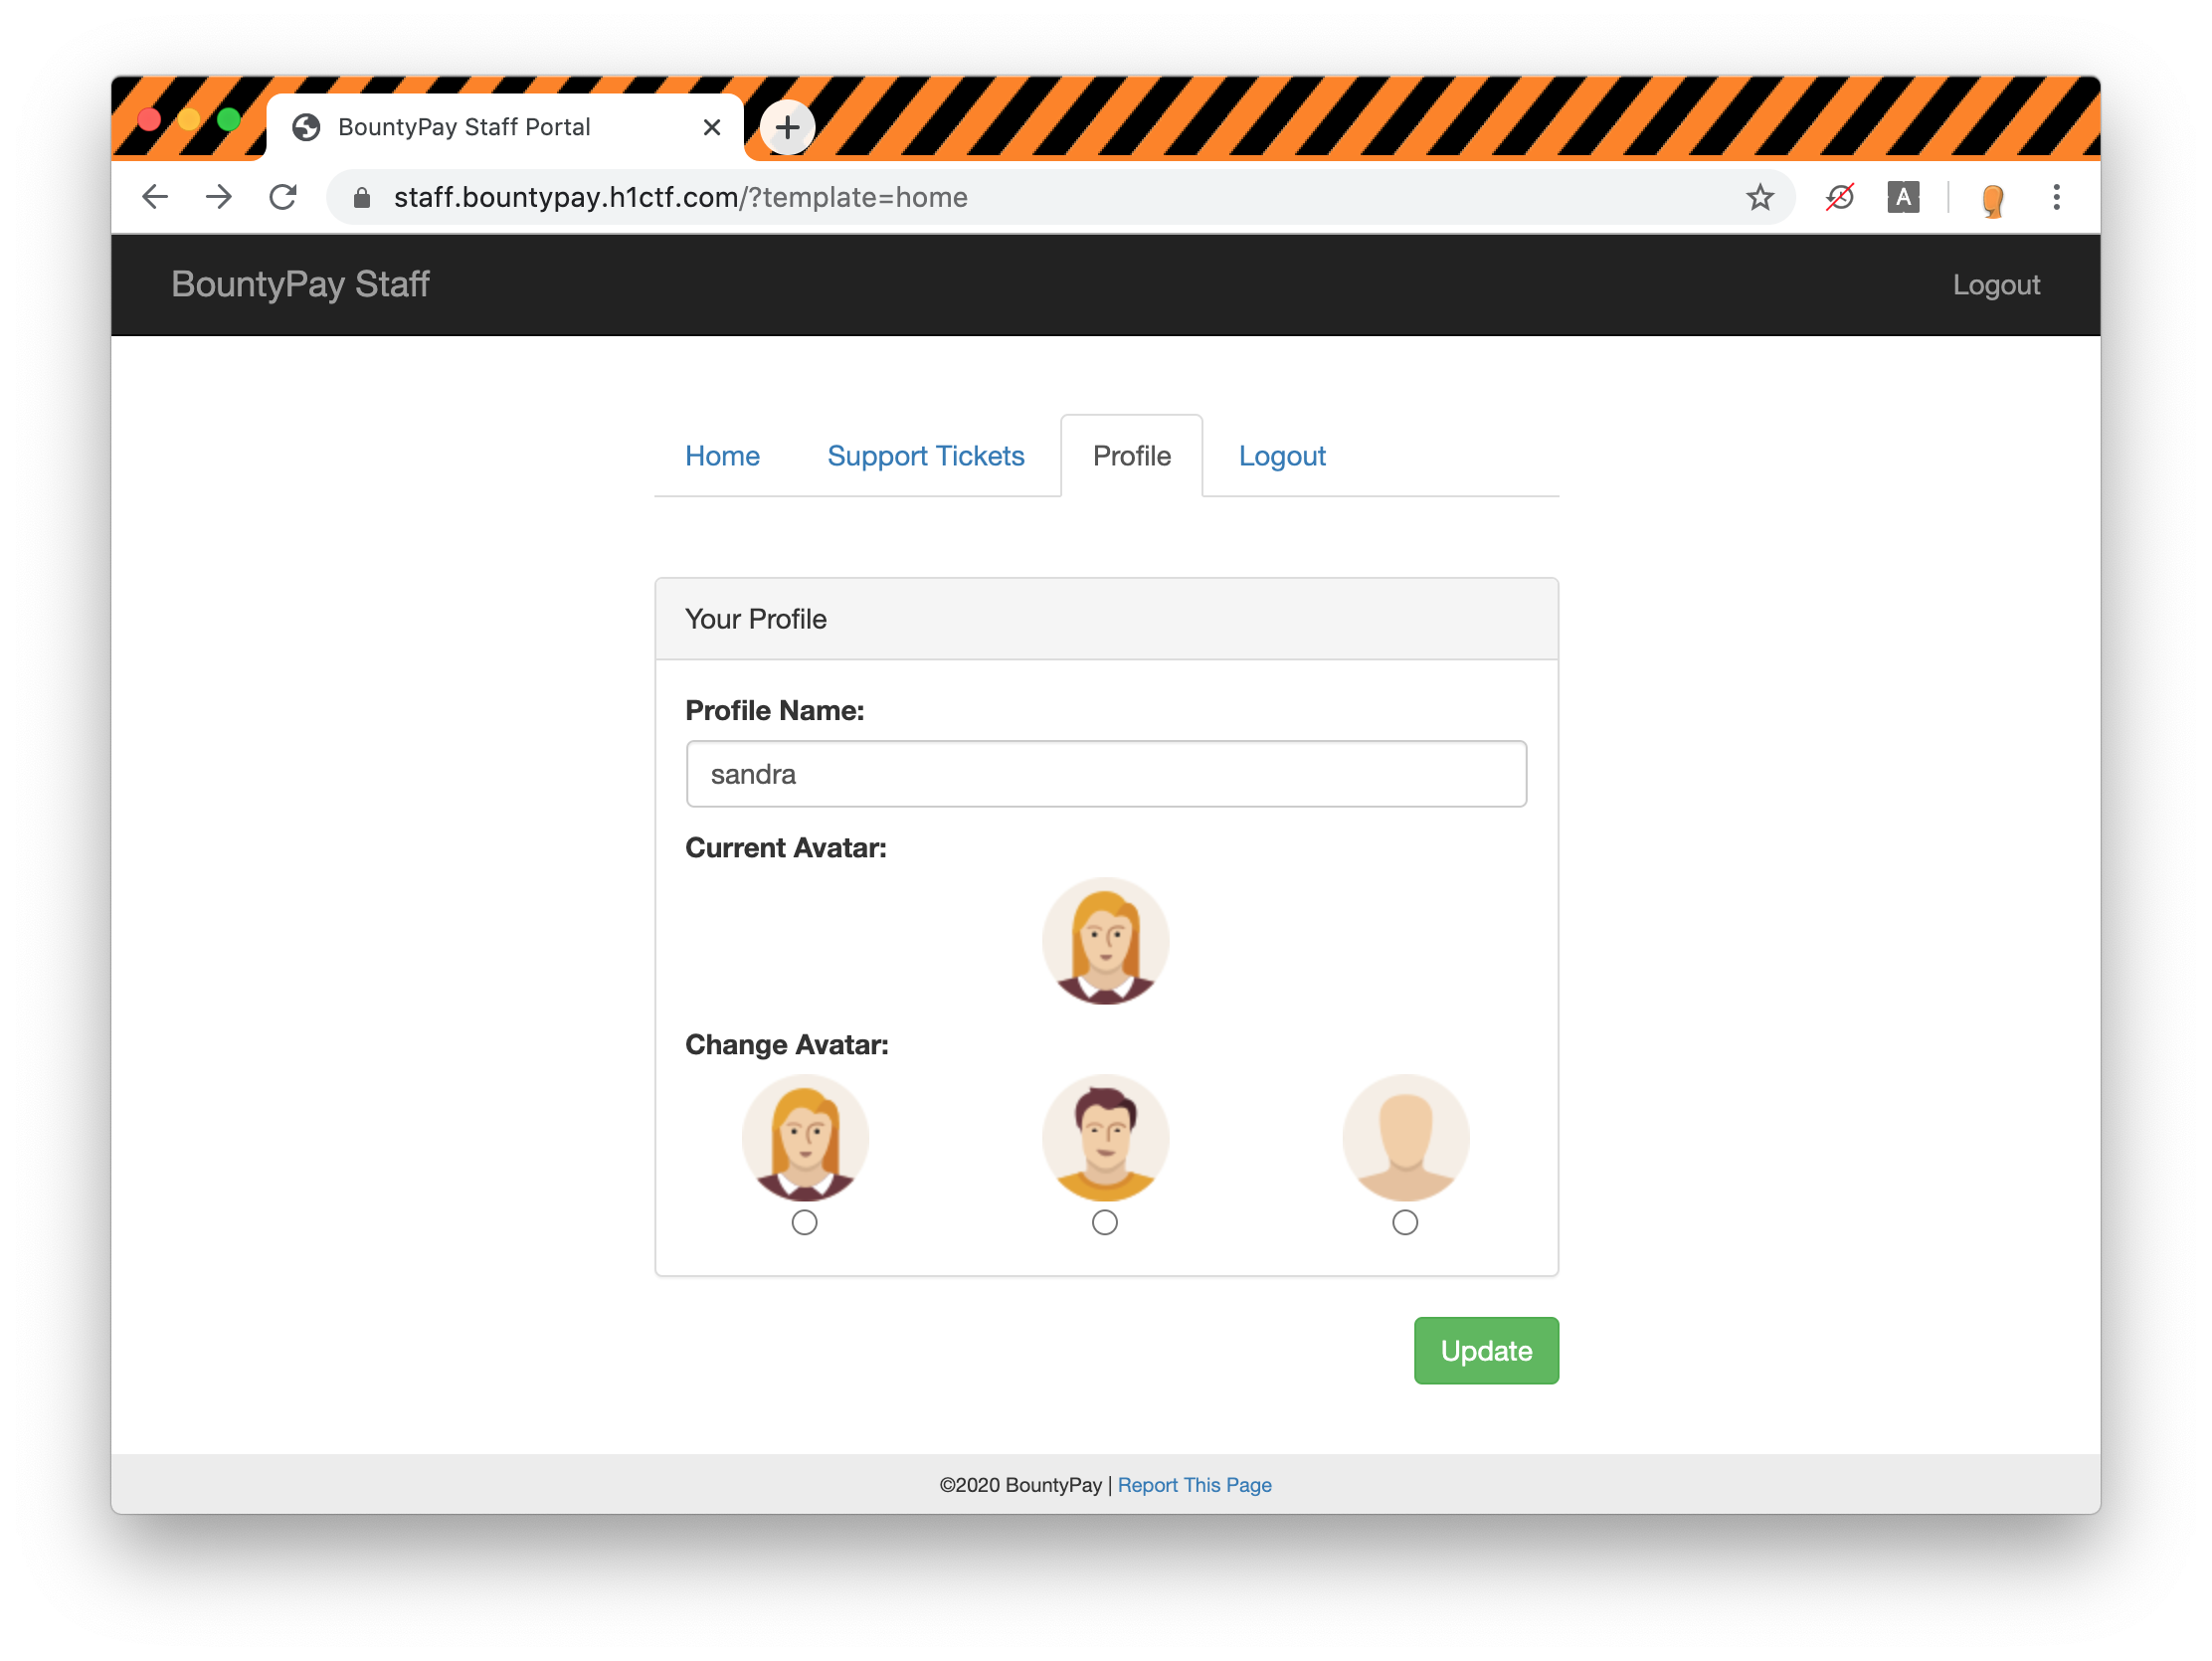 BountyPay Staff Portal
staff.bountypay.h1ctf.com/?template=home
A
BountyPay Staff
Logout
Home
Support Tickets
Profile
Logout
Your Profile
Profile Name:
sandra
Current Avatar:
Change Avatar:
Update
©2020 BountyPay | Report This Page